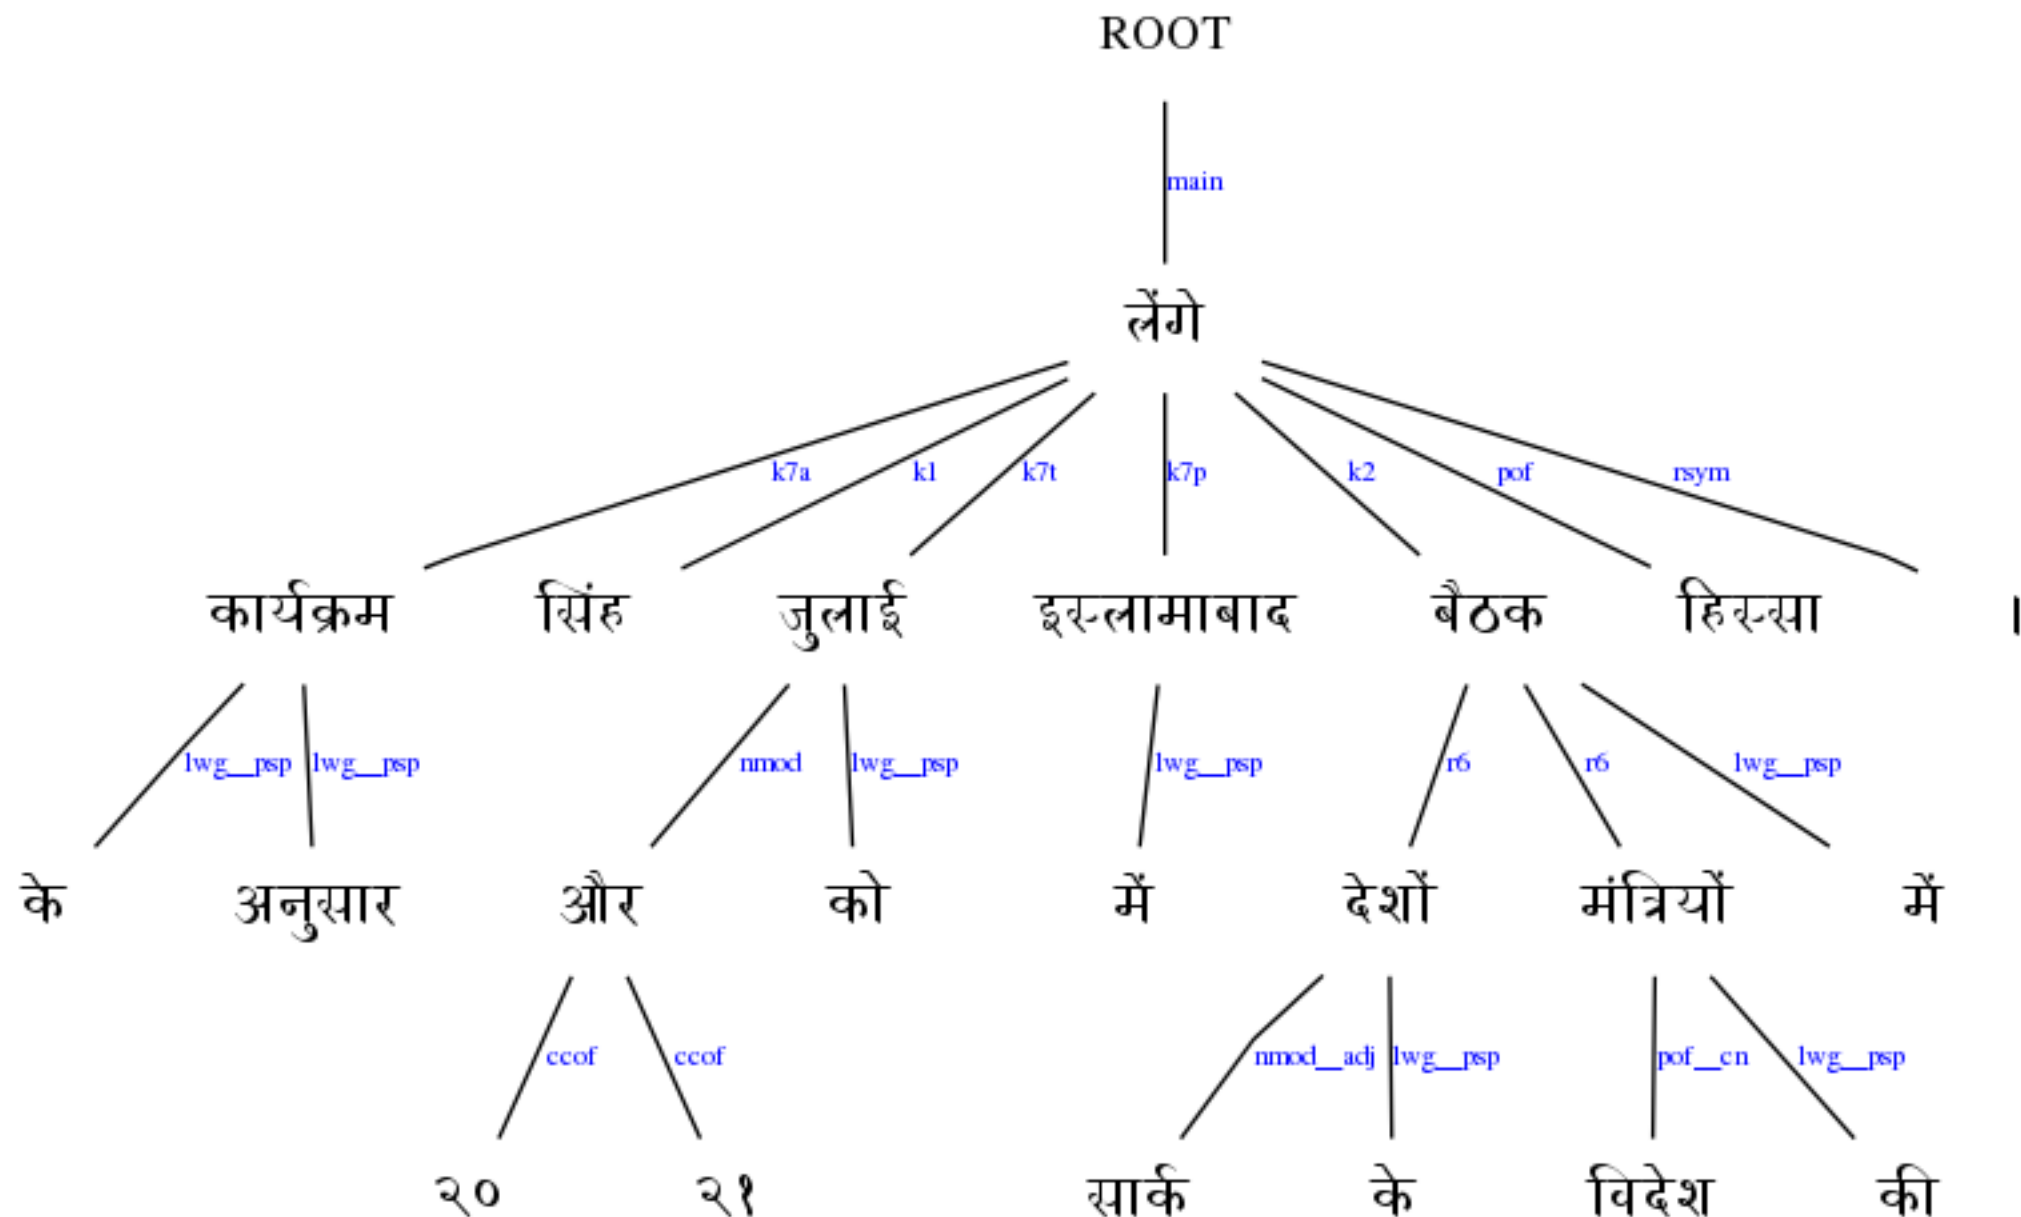 ROOT
main
लेंगे
k7a k1 k7t k7p k2 pof rsym
कार्यक्रम सिंह जुलाई इस्लामाबाद बैठक हिस्सा ।
lwg__psp lwg__psp nmod lwg__psp lwg__psp r6 r6 lwg__psp
के अनुसार और को में देशों मंत्रियों में
ccof ccof nmod__adj lwg__psp pof__cn lwg__psp
२० २१ सार्क के विदेश की